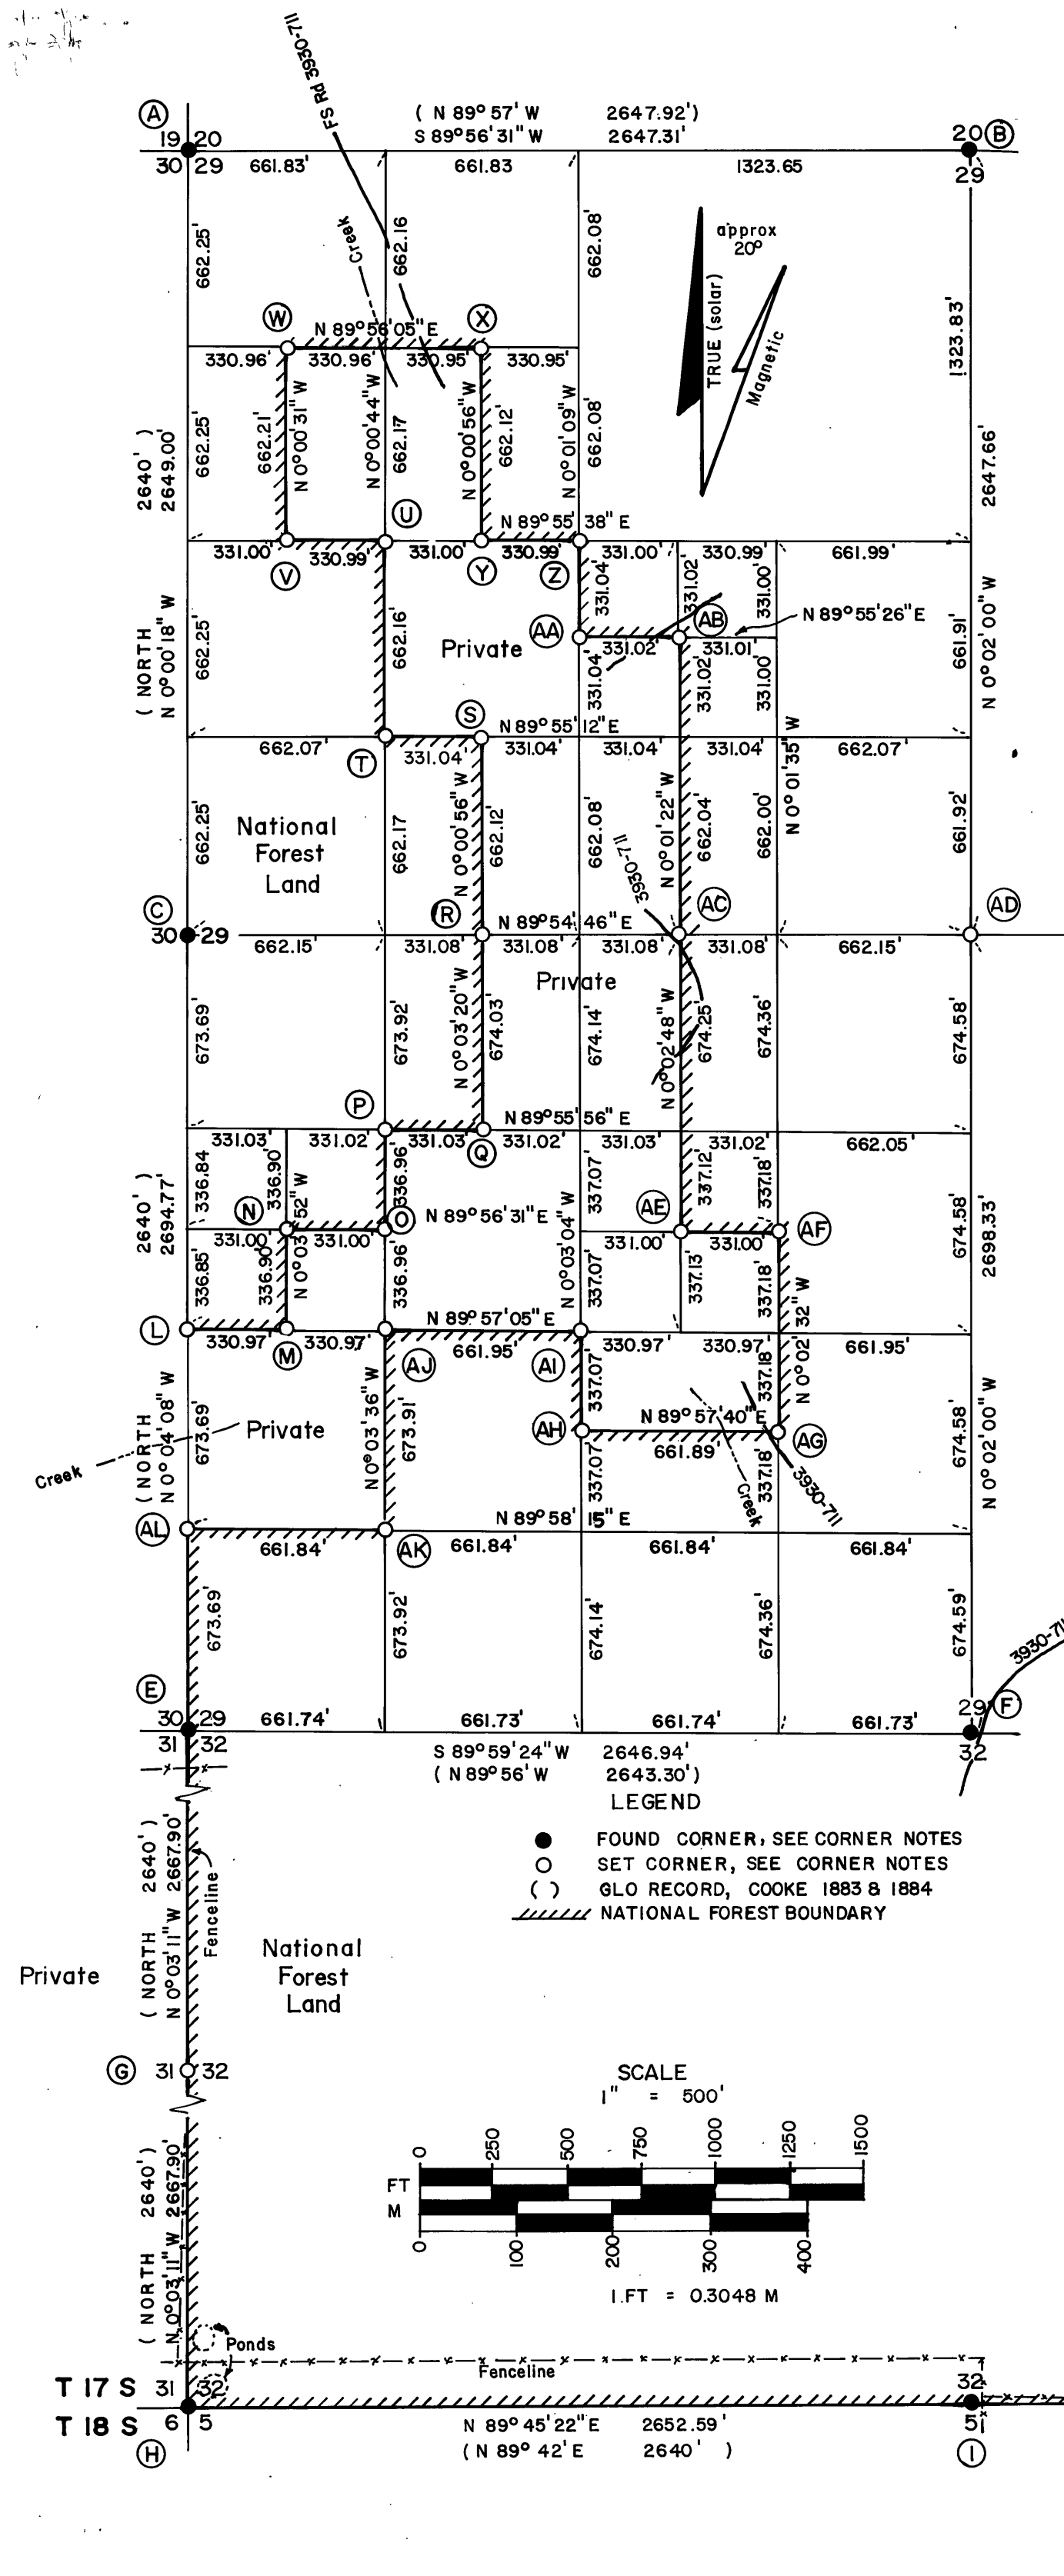 FS Rd 3930-711
A
( N 89° 57' W 2647.92')
S 89° 56' 31" W 2647.31'
19 20
20 B
30 29
661.83'
661.83
1323.65
29
662.25'
Creek
662.16
662.08'
approx
20°
TRUE (solar)
Magnetic
1323.83'
W
N 89° 56' 05" E
X
330.96'
330.96'
330.95'
330.95'
2640' )
2649.00'
662.25'
662.21'
N 0° 00' 31" W
N 0° 00' 44" W
662.17
N 0° 00' 56" W
662.12'
N 0° 01' 09" W
662.08'
2647.66'
U
N 89° 55' 38" E
331.00'
330.99'
331.00'
330.99'
331.00'
330.99'
661.99'
V
Y
Z
( NORTH
N 0° 00' 18" W
662.25'
662.16'
Private
331.04'
331.02
331.00'
AA
AB
N 89° 55' 26" E
331.02'
331.01'
331.04'
331.02'
331.00'
661.91'
N 0° 02' 00" W
S
N 89° 55' 12" E
662.07'
T
331.04'
331.04'
331.04'
331.04'
662.07'
N 0° 01' 35" W
662.25'
National
Forest
Land
662.17
N 0° 00' 56" W
662.12'
662.08'
3930-711
N 0° 01' 22" W
662.04'
662.00'
661.92'
C
R
N 89° 54' 46" E
AC
AD
30 29
662.15'
331.08'
331.08'
331.08'
331.08'
662.15'
Private
673.69'
673.92'
N 0° 03' 20" W
674.03'
674.14'
N 0° 02' 48" W
674.25'
674.36'
674.58'
P
N 89° 55' 56" E
331.03'
331.02'
331.03'
331.02'
331.03'
331.02'
662.05'
Q
2640' )
2694.77'
336.84
336.90'
N 0° 03' 52" W
336.96'
337.07'
337.12'
337.18'
N
O
N 89° 56' 31" E
AE
AF
331.00'
331.00'
331.00'
331.00'
674.58'
2698.33'
336.85'
336.90'
336.96'
N 0° 03' 04" W
337.07'
337.13'
337.18'
N 0° 02' 32" W
L
N 89° 57' 05" E
M
330.97'
330.97'
AJ
661.95'
AI
330.97'
330.97'
661.95'
( NORTH
N 0° 04' 08" W
673.69'
Private
Creek
N 0° 03' 36" W
673.91'
337.07'
337.18'
AH
N 89° 57' 40" E
AG
661.89'
674.58'
N 0° 02' 00" W
337.07'
Creek
337.18'
3930-711
AL
N 89° 58' 15" E
661.84'
AK
661.84'
661.84'
661.84'
673.69'
673.92'
674.14'
674.36'
674.59'
3930-711
E
30 29
29 F
661.74'
661.73'
661.74'
661.73'
31 32
32
S 89° 59' 24" W 2646.94'
( N 89° 56' W 2643.30')
LEGEND
FOUND CORNER, SEE CORNER NOTES
SET CORNER, SEE CORNER NOTES
( ) GLO RECORD, COOKE 1883 & 1884
NATIONAL FOREST BOUNDARY
( NORTH 2640' )
N 0° 03' 11" W 2667.90'
Fenceline
Private
National
Forest
Land
G 31 32
SCALE
1" = 500'
0 250 500 750 1000 1250 1500
FT
M
0 100 200 300 400
1 FT = 0.3048 M
( NORTH 2640' )
N 0° 03' 11" W 2667.90'
Ponds
Fenceline
T 17 S 31 32
32
T 18 S 6 5
5
N 89° 45' 22" E 2652.59'
( N 89° 42' E 2640' )
H
I